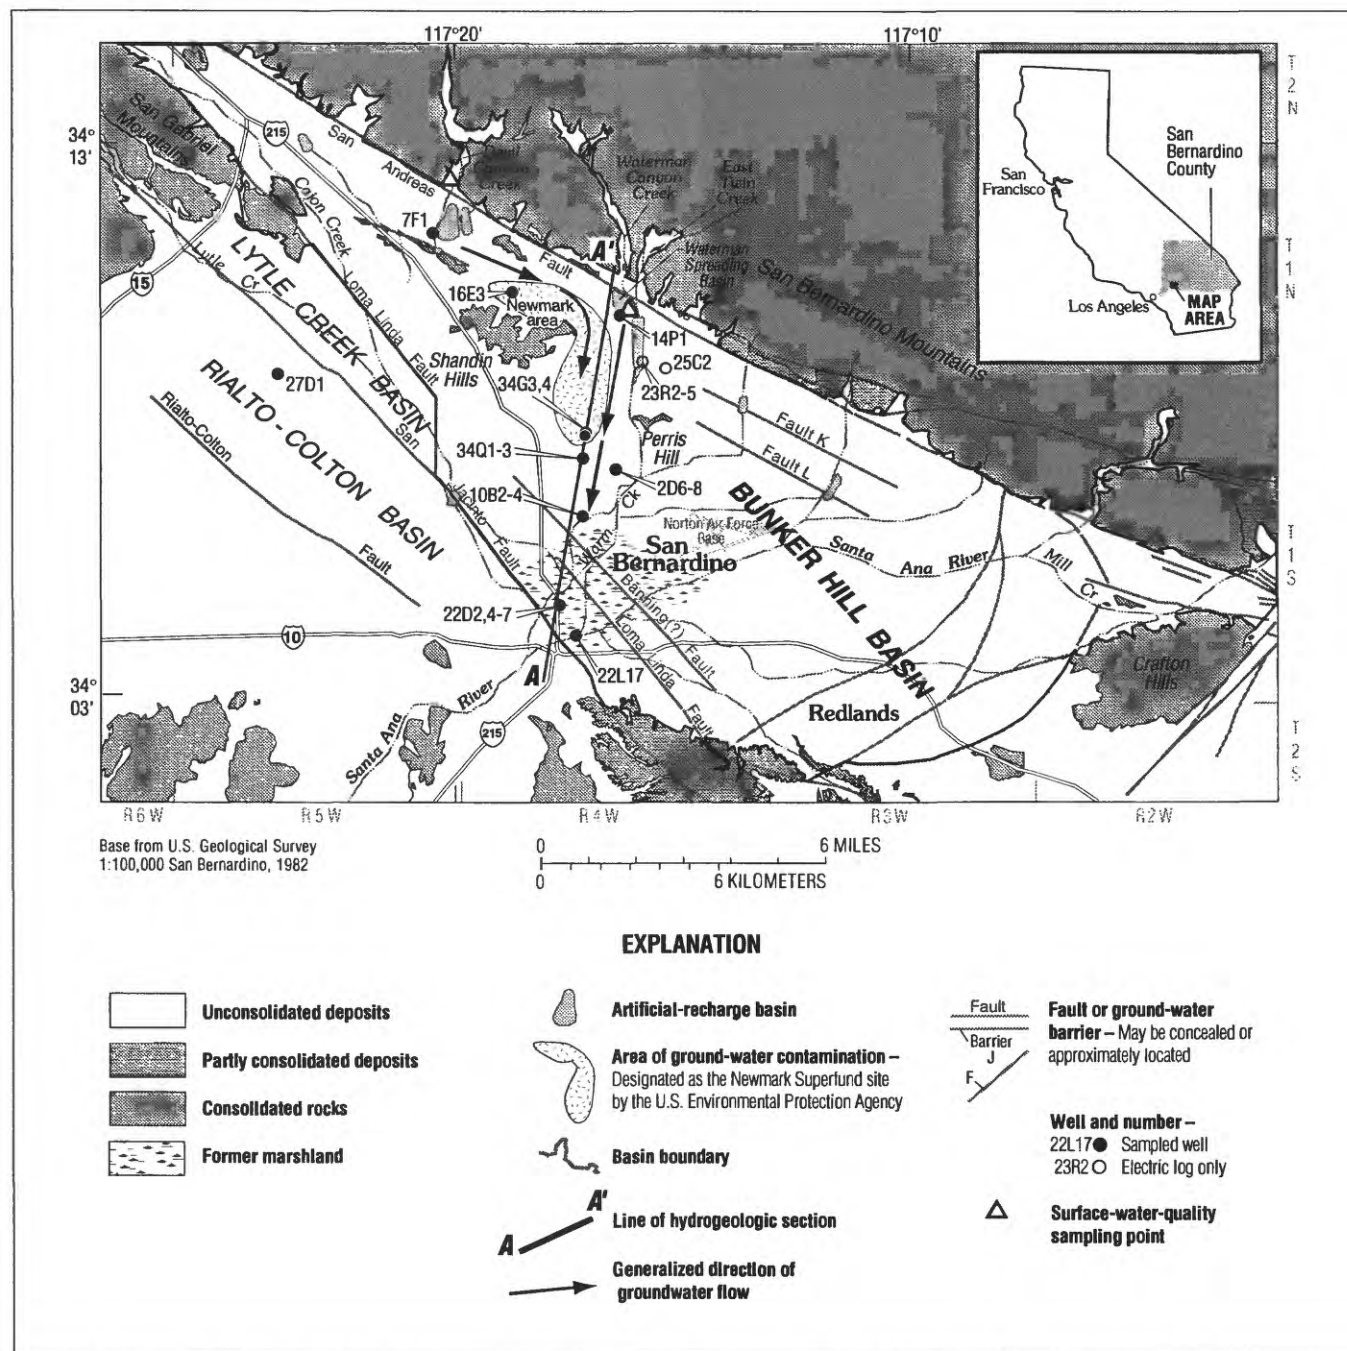 117°20'
117°10'
34°
13'
34°
03'
T
2
N
T
1
N
T
1
S
T
2
S
San Gabriel
Mountains
215
San
Andreas
Fault
Waterman
Canyon
Creek
East
Twin
Creek
Waterman
Spreading
Basin
San Bernardino Mountains
San
Francisco
Los Angeles
San
Bernardino
County
MAP
AREA
Cajon Creek
7F1
A'
15
Lytle
Cr
LYTLE CREEK BASIN
Loma
Linda
Fault
16E3
Newmark
area
Shandin
Hills
14P1
25C2
23R2-5
27D1
34G3,4
RIALTO - COLTON BASIN
Rialto-Colton
Fault
San
Jacinto
Fault
34Q1-3
Perris
Hill
2D6-8
Fault K
Fault L
10B2-4
Warm
Ck
Norton Air Force
Base
San
Bernardino
BUNKER HILL BASIN
Santa
Ana
River
Mill
Cr
22D2,4-7
Banning(?)
Fault
Loma Linda
Fault
10
A
22L17
Santa Ana
River
215
Redlands
Crafton
Hills
R6W
R5W
R4W
R3W
R2W
Base from U.S. Geological Survey
1:100,000 San Bernardino, 1982
0
6 MILES
0
6 KILOMETERS
EXPLANATION
Unconsolidated deposits
Partly consolidated deposits
Consolidated rocks
Former marshland
Artificial-recharge basin
Area of ground-water contamination –
Designated as the Newmark Superfund site
by the U.S. Environmental Protection Agency
Basin boundary
A
A'
Line of hydrogeologic section
Generalized direction of
groundwater flow
Fault
Barrier
J
F
Fault or ground-water
barrier – May be concealed or
approximately located
Well and number –
22L17
Sampled well
23R2
Electric log only
Surface-water-quality
sampling point